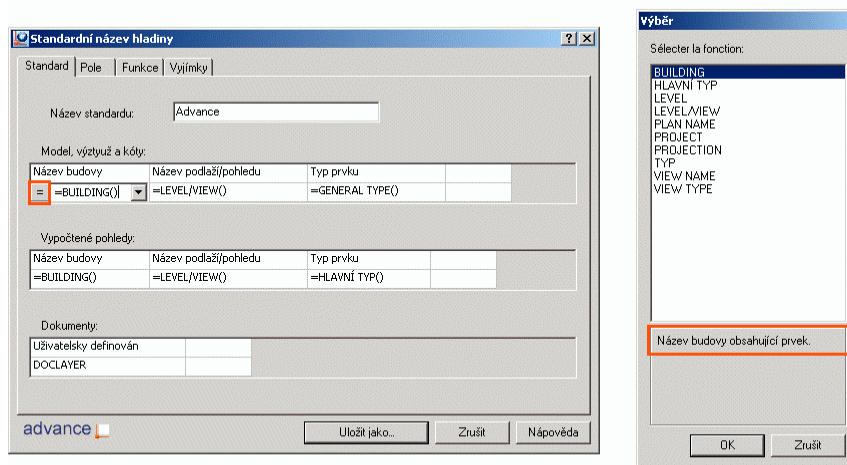 Standardní název hladiny
Standard Pole Funkce Vyjímky
Název standardu: Advance
Model, výztyuž a kóty:
Název budovy Název podlaží/pohledu Typ prvku
= =BUILDING() =LEVEL/VIEW() =GENERAL TYPE()
Vypočtené pohledy:
Název budovy Název podlaží/pohledu Typ prvku
=BUILDING() =LEVEL/VIEW() =HLAVNÍ TYP()
Dokumenty:
Uživatelsky definován
DOCLAYER
advance
Uložit jako... Zrušit Nápověda
Výběr
Sélecter la fonction:
BUILDING
HLAVNÍ TYP
LEVEL
LEVEL/VIEW
PLAN NAME
PROJECT
PROJECTION
TYP
VIEW NAME
VIEW TYPE
Název budovy obsahující prvek.
OK Zrušit